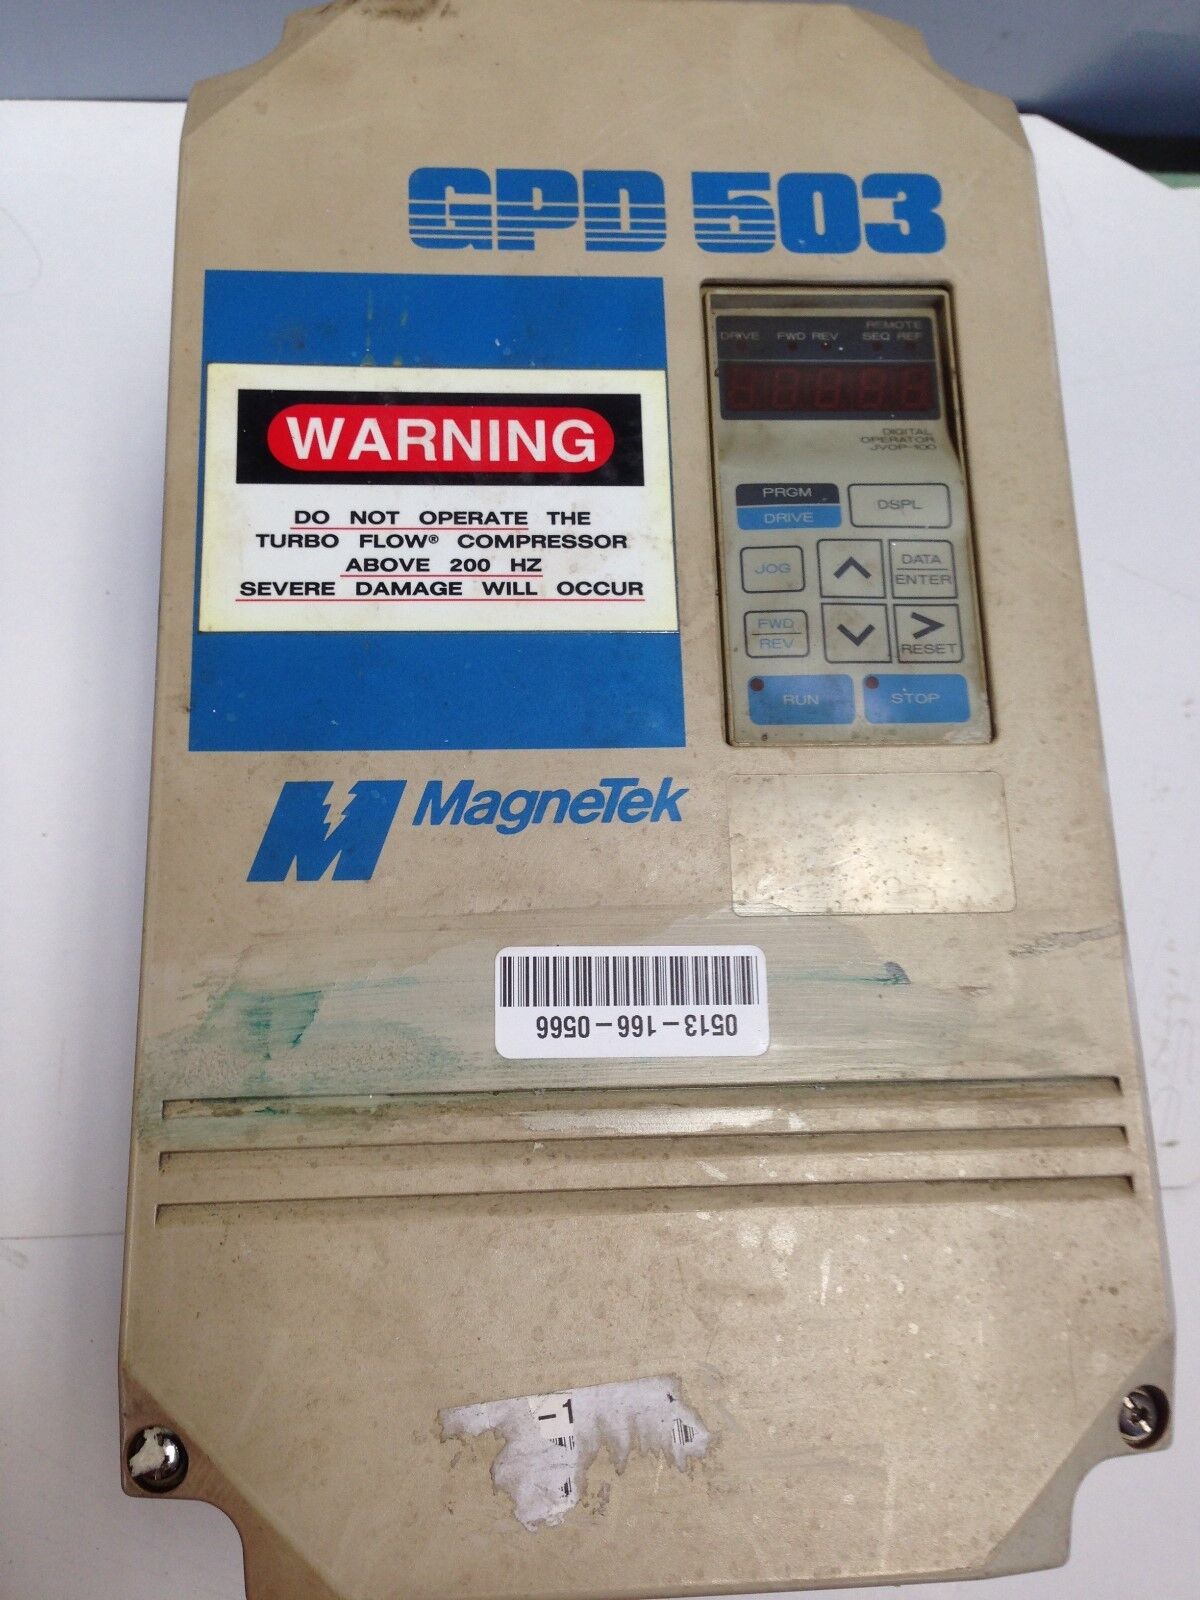 GPD 503
DRIVE FWD REV REMOTE
SEQ REF
DIGITAL
OPERATOR
JVOP-100
WARNING
DO NOT OPERATE THE
TURBO FLOW® COMPRESSOR
ABOVE 200 HZ
SEVERE DAMAGE WILL OCCUR
PRGM
DRIVE
DSPL
JOG
DATA
ENTER
FWD
REV
>
RESET
RUN
STOP
MagneTek
0513-166-0566
-1